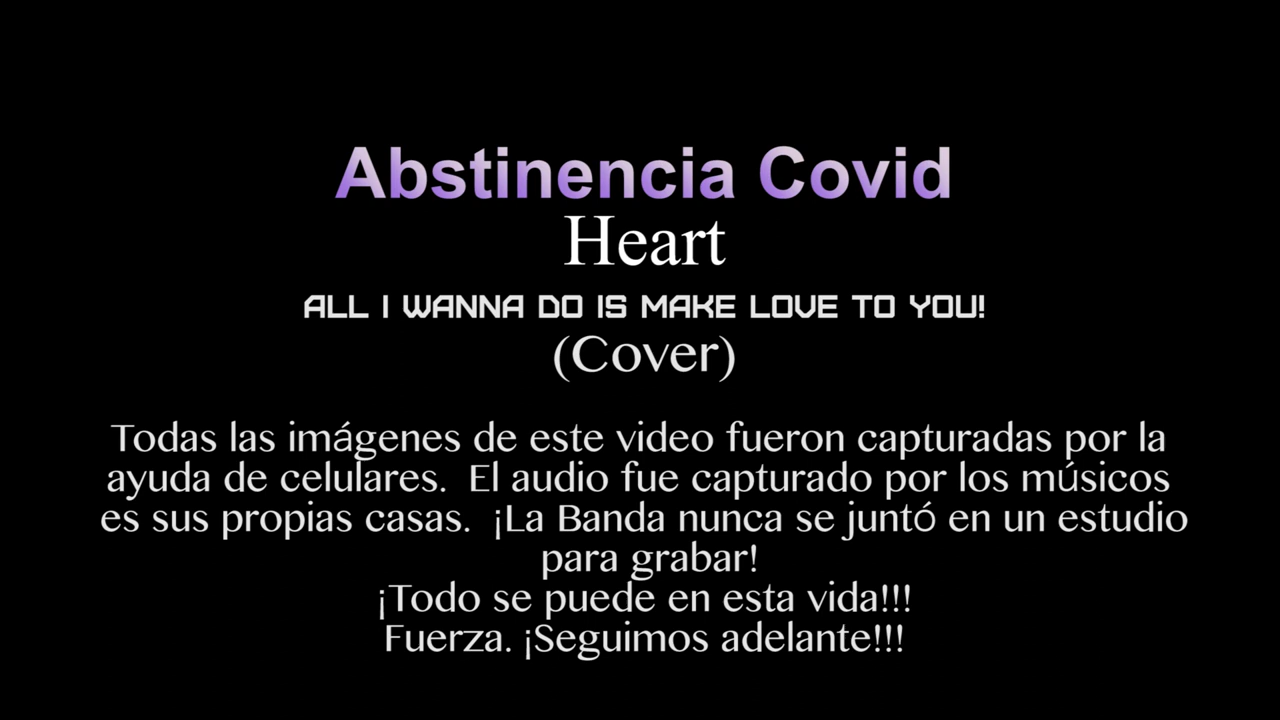 Abstinencia Covid
Heart
ALL I WANNA DO IS MAKE LOVE TO YOU!
(Cover)
Todas las imágenes de este video fueron capturadas por la
ayuda de celulares. El audio fue capturado por los músicos
es sus propias casas. ¡La Banda nunca se juntó en un estudio
para grabar!
¡Todo se puede en esta vida!!!
Fuerza. ¡Seguimos adelante!!!